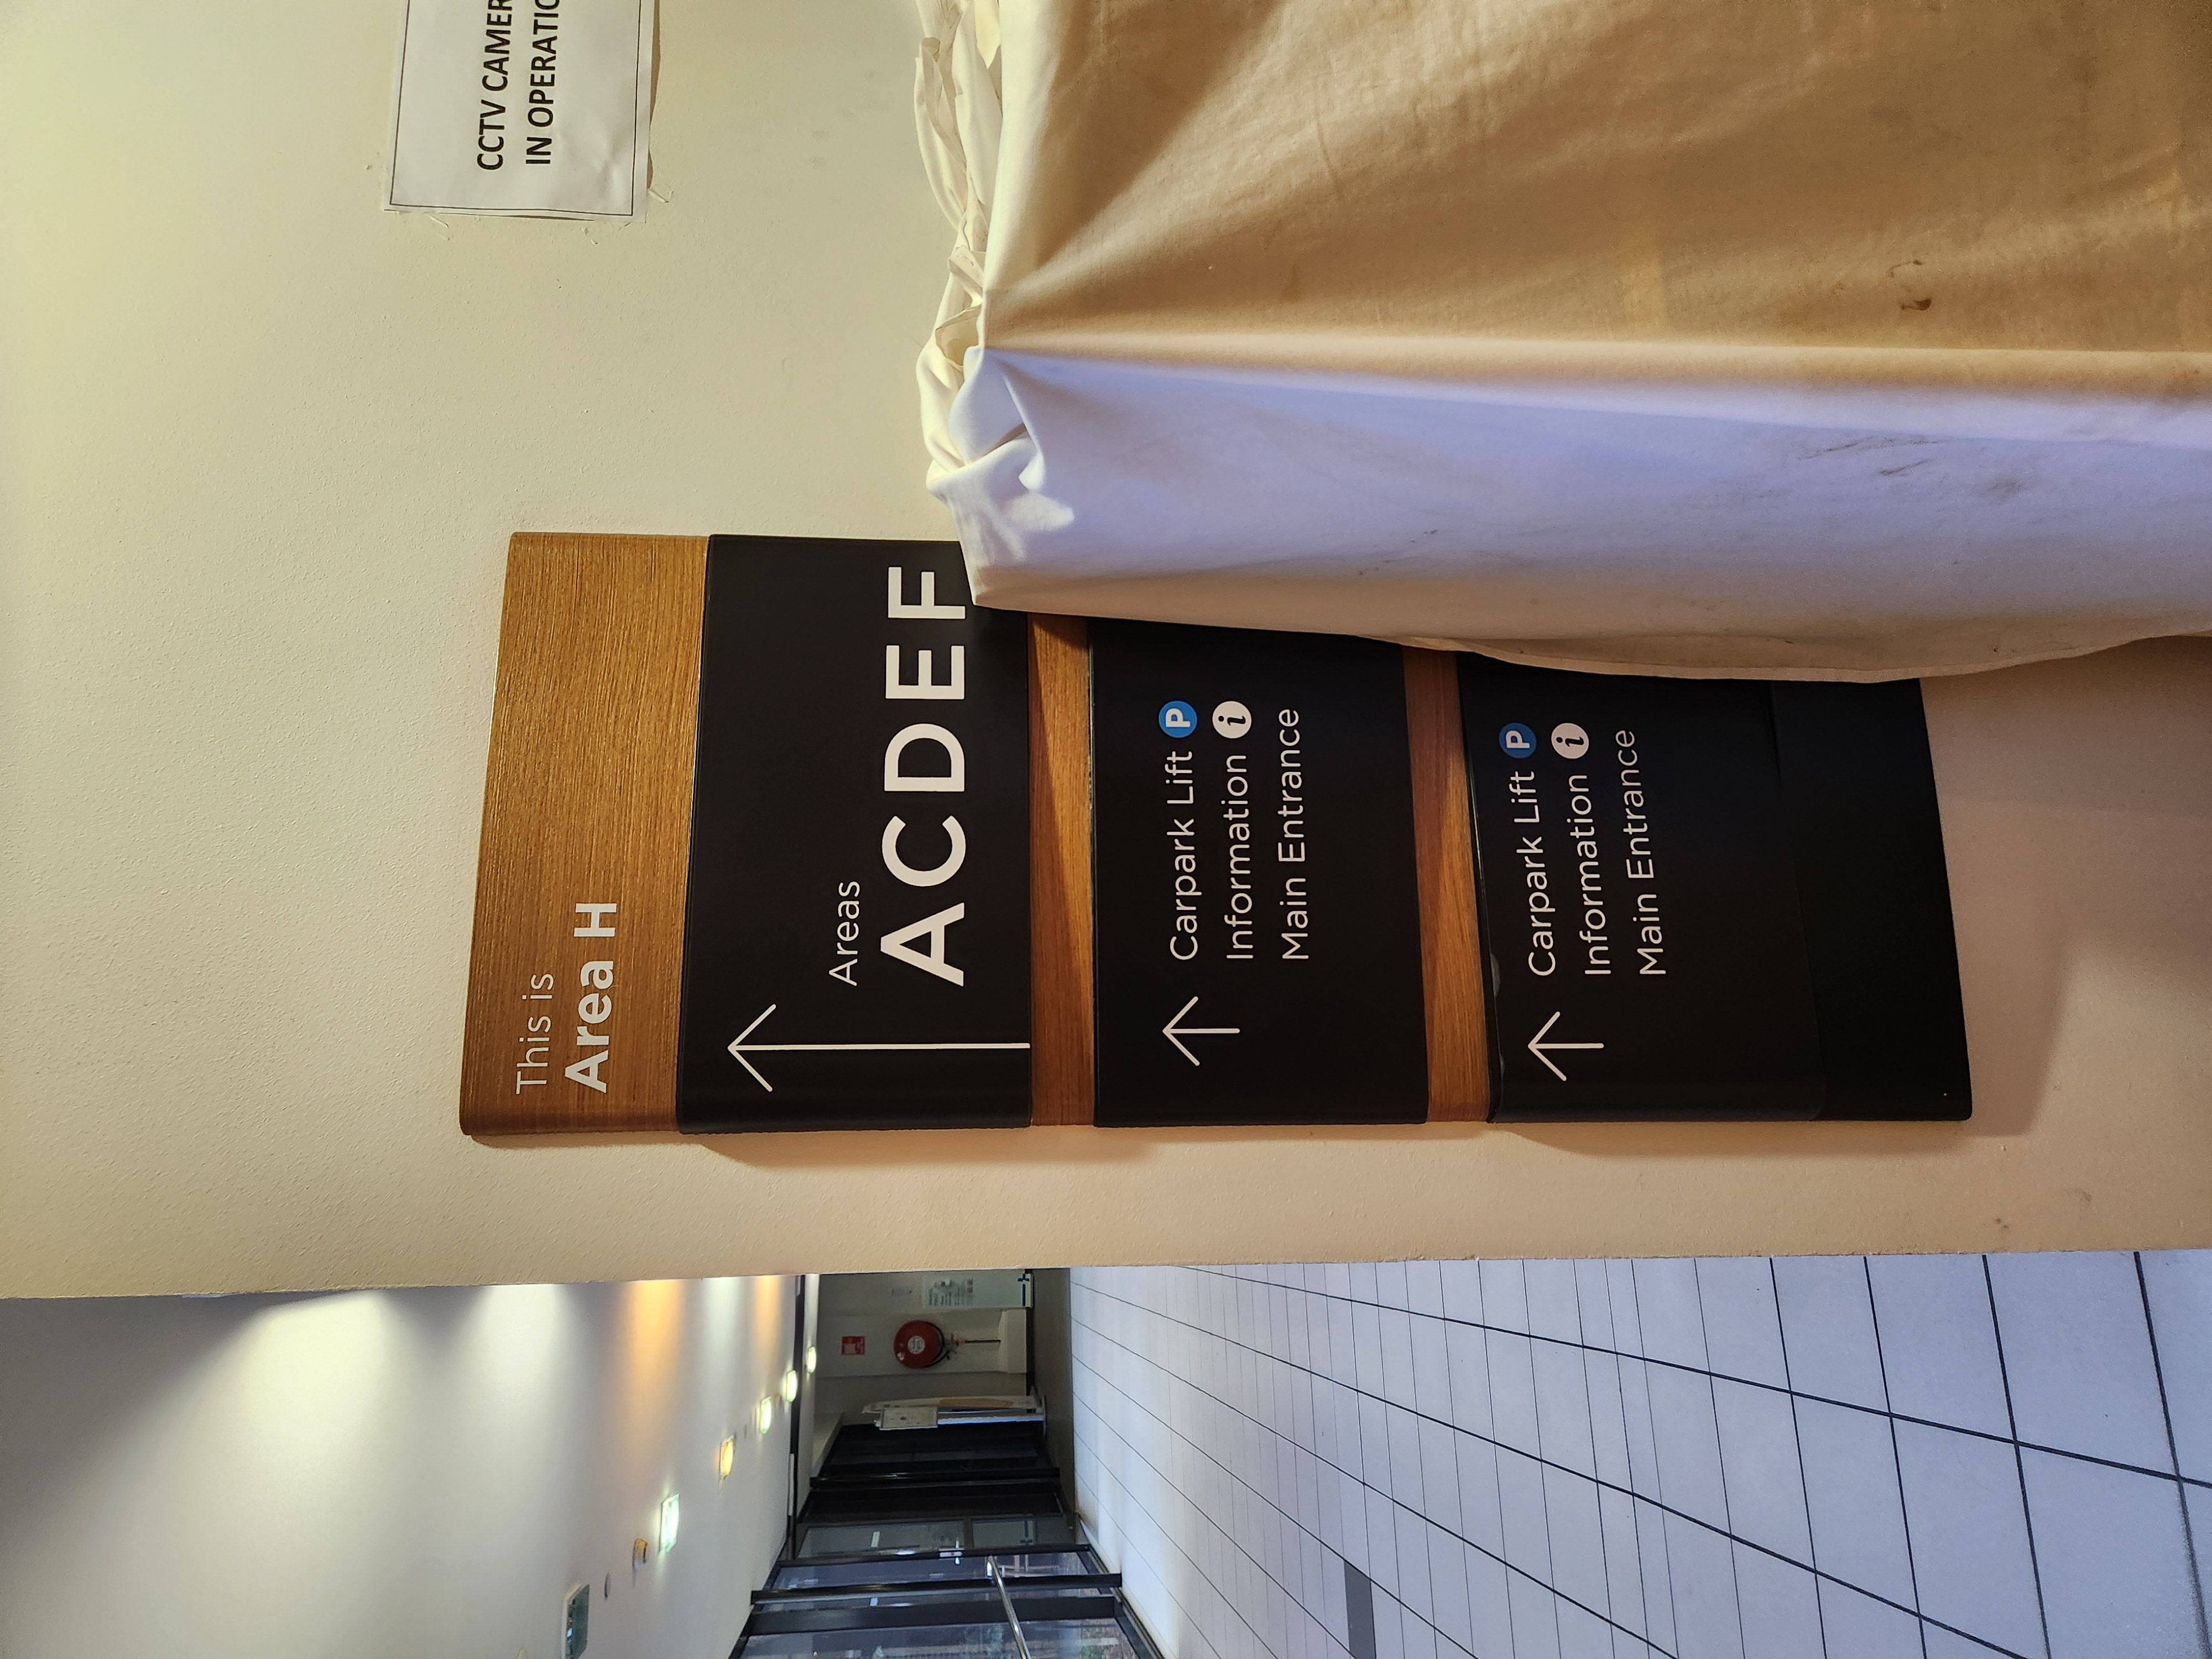 This is
Area H
Areas
ACDEF
Carpark Lift P
Information i
Main Entrance
Carpark Lift P
Information i
Main Entrance
CCTV CAMER
IN OPERATIO